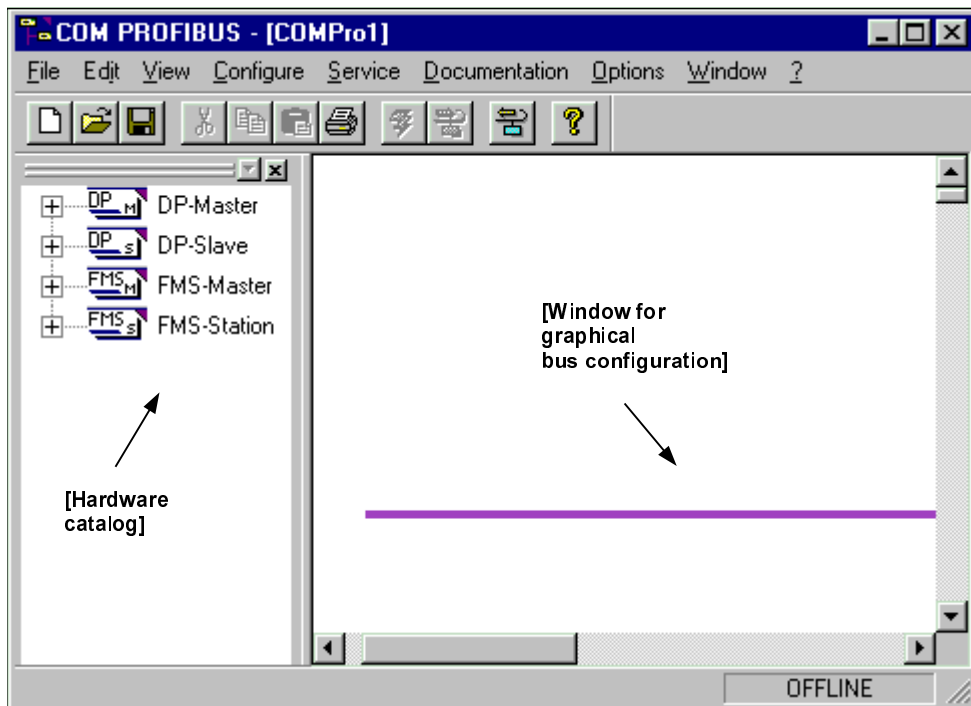 COM PROFIBUS - [COMPro1]
File Edit View Configure Service Documentation Options Window ?
DP M DP-Master
DP S DP-Slave
FMS M FMS-Master
FMS S FMS-Station
[Window for
graphical
bus configuration]
[Hardware
catalog]
OFFLINE